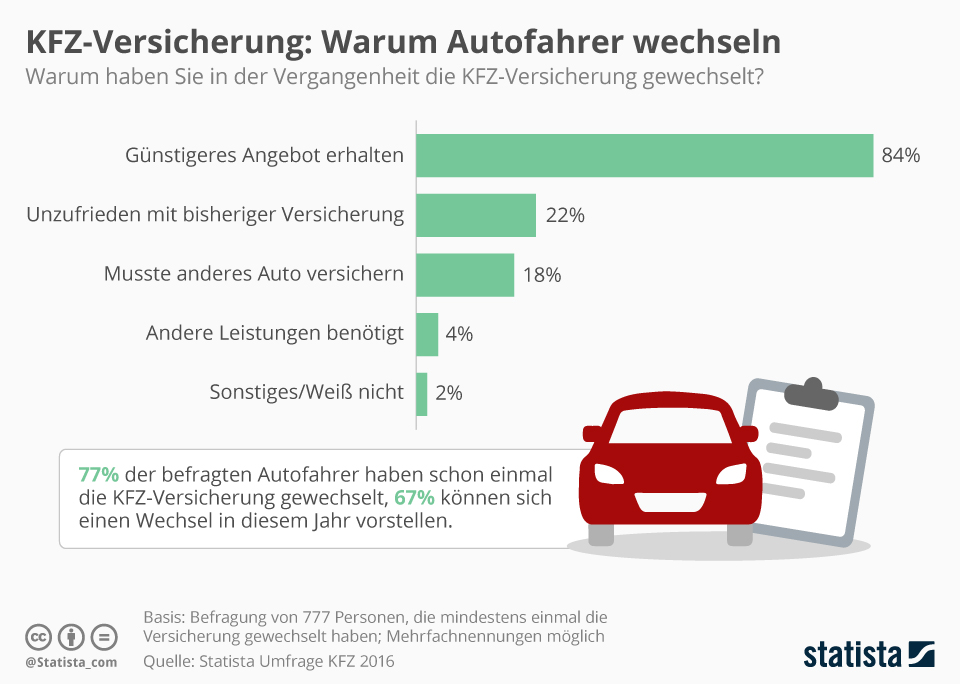 KFZ-Versicherung: Warum Autofahrer wechseln
Warum haben Sie in der Vergangenheit die KFZ-Versicherung gewechselt?
Günstigeres Angebot erhalten 84%
Unzufrieden mit bisheriger Versicherung 22%
Musste anderes Auto versichern 18%
Andere Leistungen benötigt 4%
Sonstiges/Weiß nicht 2%
77% der befragten Autofahrer haben schon einmal
die KFZ-Versicherung gewechselt, 67% können sich
einen Wechsel in diesem Jahr vorstellen.
Basis: Befragung von 777 Personen, die mindestens einmal die
Versicherung gewechselt haben; Mehrfachnennungen möglich
Quelle: Statista Umfrage KFZ 2016
cc
@Statista_com
statista